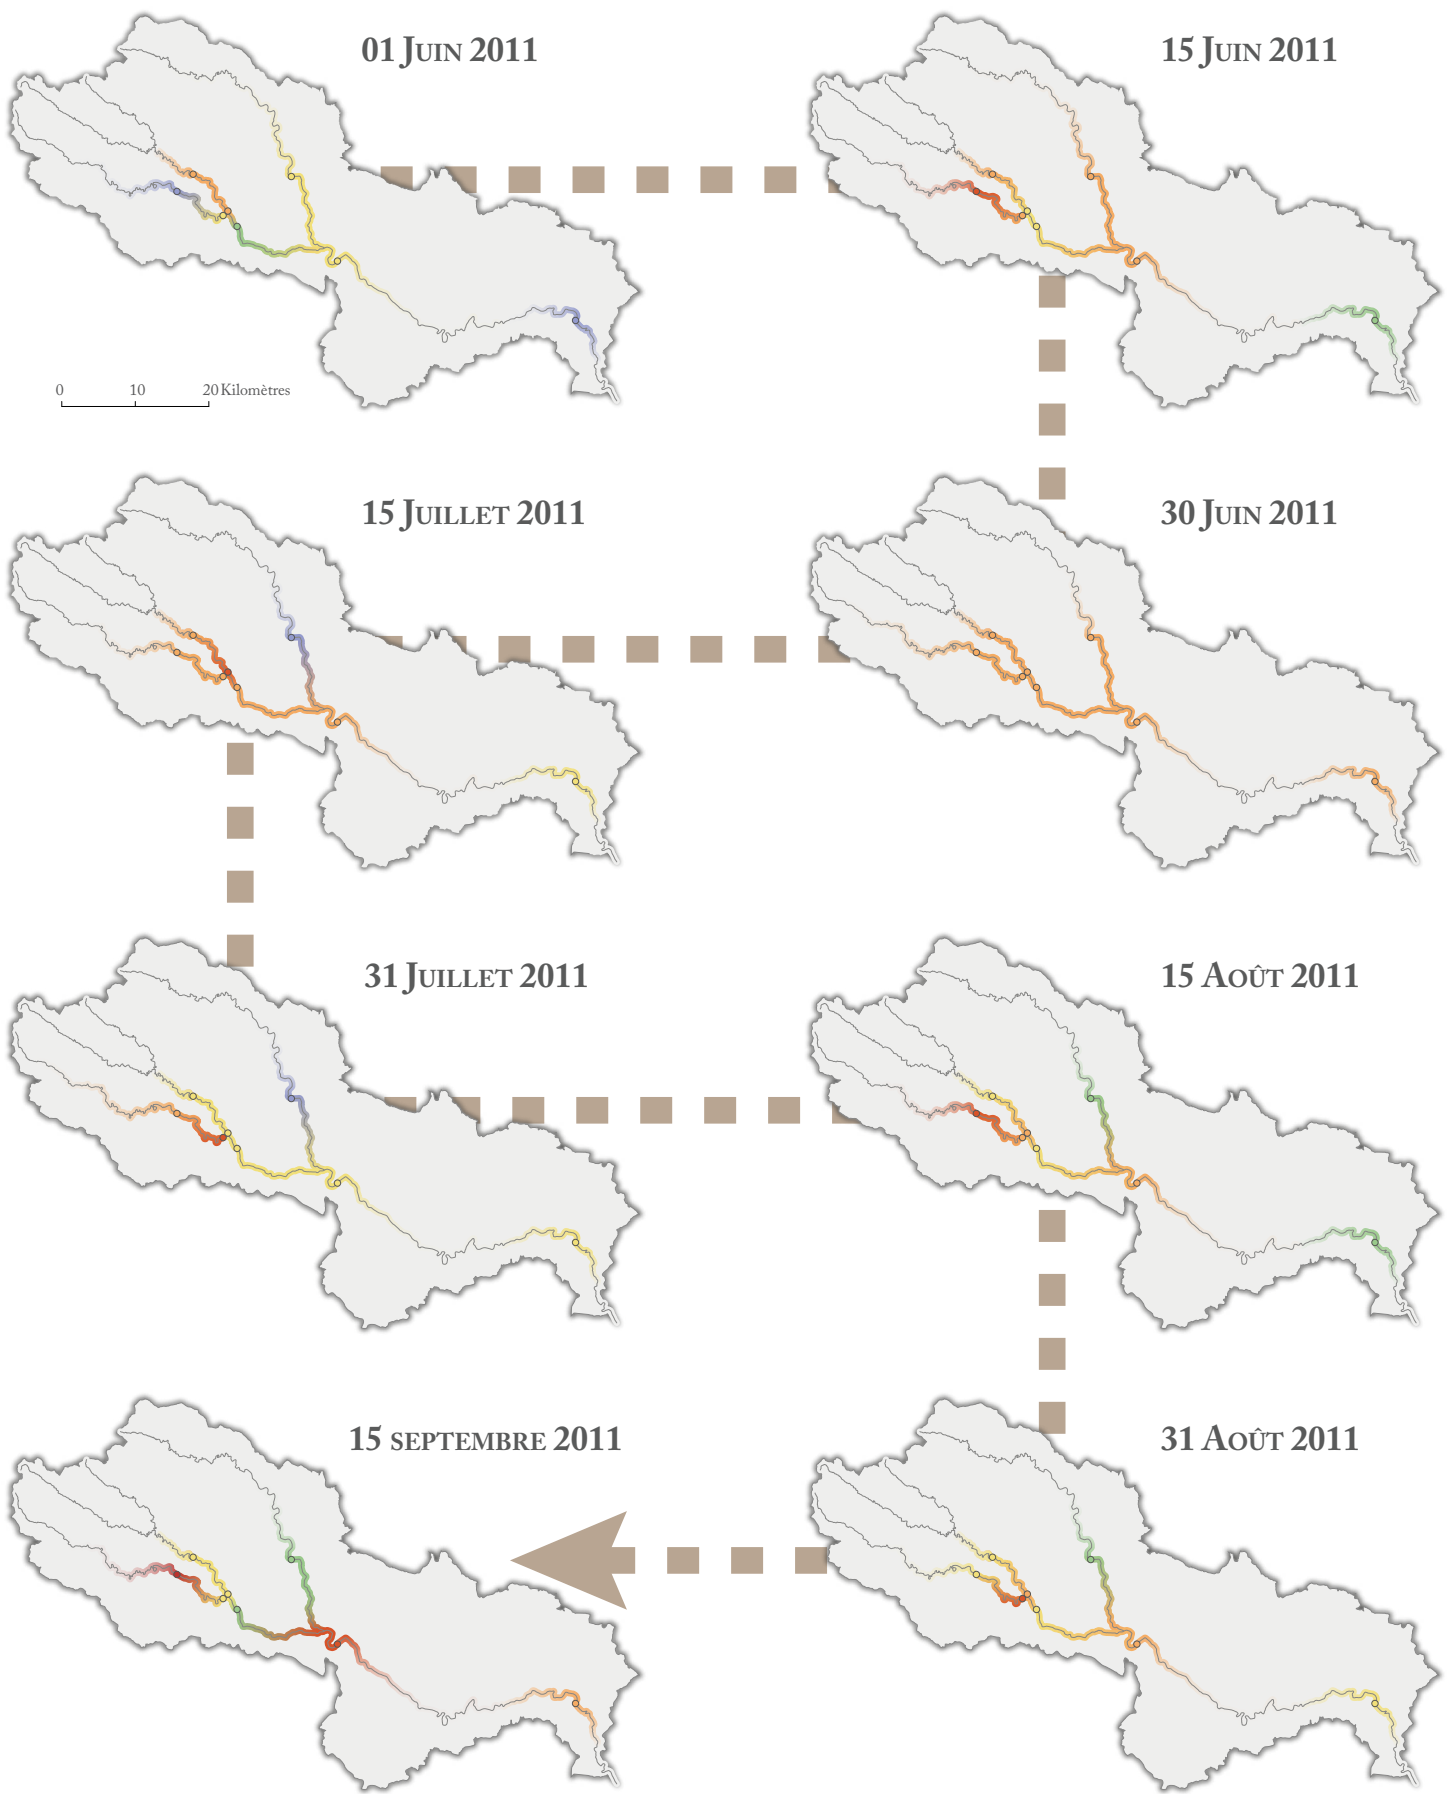 01 Juin 2011
15 Juin 2011
0 10 20 Kilomètres
15 Juillet 2011
30 Juin 2011
31 Juillet 2011
15 Août 2011
15 septembre 2011
31 Août 2011